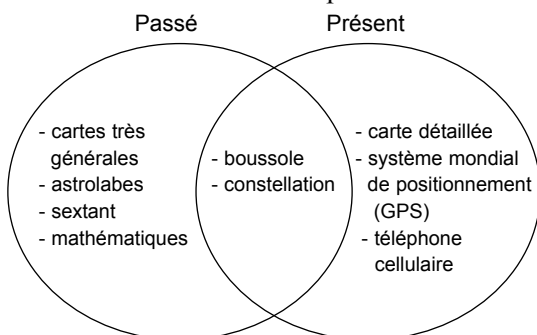 Passé
Présent
- cartes très
générales
- astrolabes
- sextant
- mathématiques
- boussole
- constellation
- carte détaillée
- système mondial
de positionnement
(GPS)
- téléphone
cellulaire